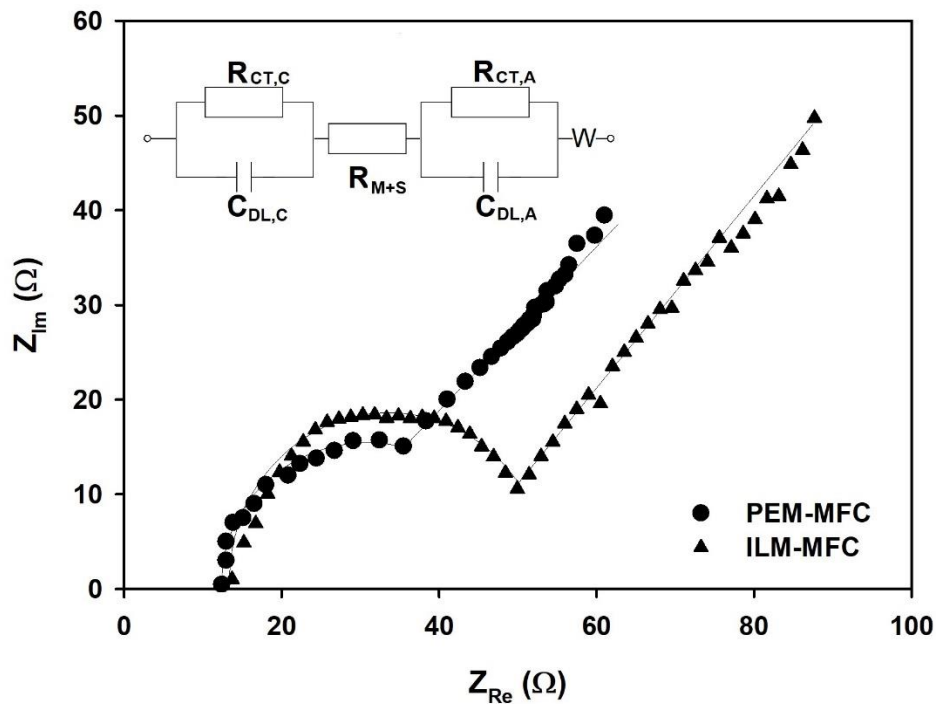 60
50
40
30
20
10
0
Z_Im (Ω)
R_CT,C
R_CT,A
W
R_M+S
C_DL,C
C_DL,A
PEM-MFC
ILM-MFC
0 20 40 60 80 100
Z_Re (Ω)